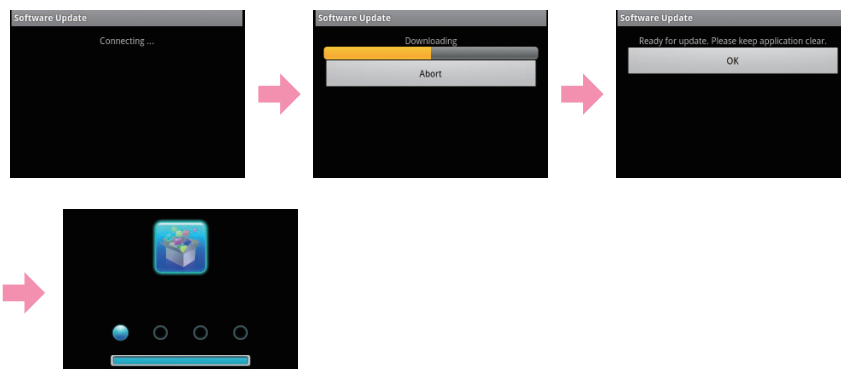 Software Update
Connecting ...
Software Update
Downloading
Abort
Software Update
Ready for update. Please keep application clear.
OK